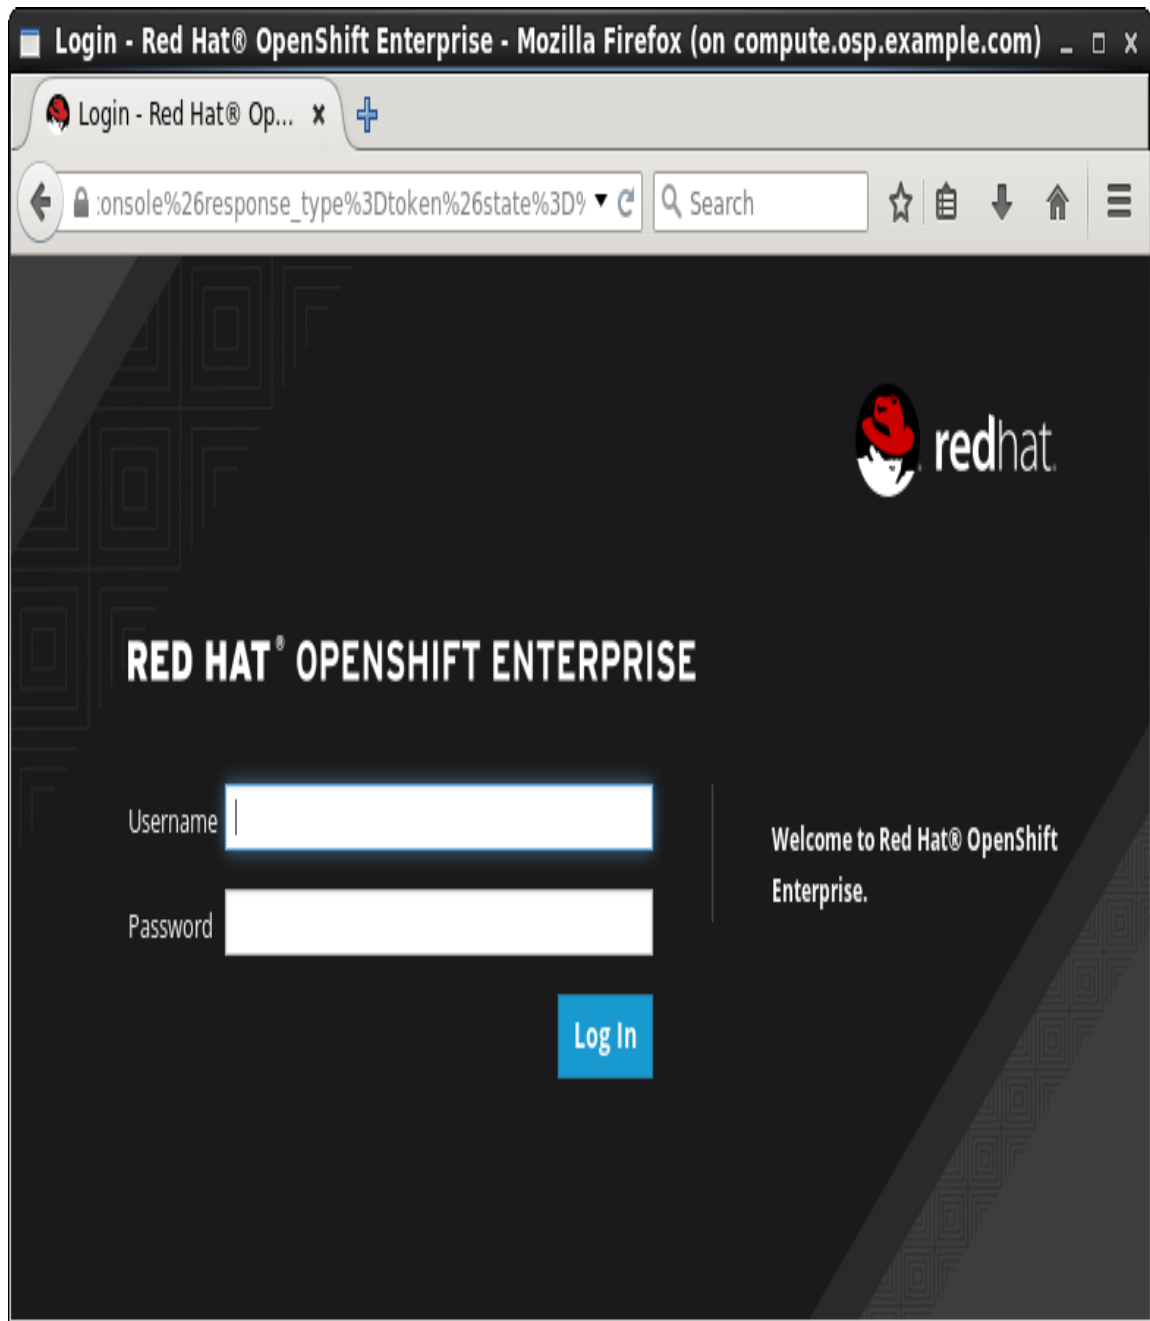 Login - Red Hat® OpenShift Enterprise - Mozilla Firefox (on compute.osp.example.com)
Login - Red Hat® Op...
:onsole%26response_type%3Dtoken%26state%3D%
Search
redhat.
RED HAT® OPENSHIFT ENTERPRISE
Username
Welcome to Red Hat® OpenShift
Enterprise.
Password
Log In